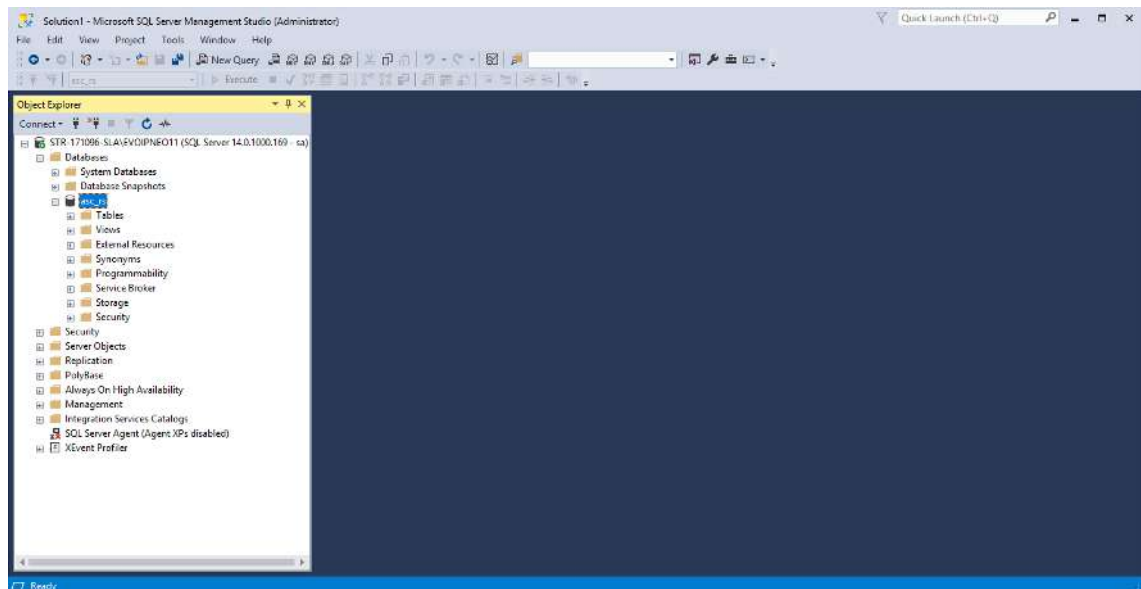 Solution1 - Microsoft SQL Server Management Studio (Administrator)
Quick Launch (Ctrl+Q)
File Edit View Project Tools Window Help
New Query
asc_rs Execute
Object Explorer
Connect
STR-171096-SLA\EVOIPNEO11 (SQL Server 14.0.1000.169 - sa)
Databases
System Databases
Database Snapshots
asc_rs
Tables
Views
External Resources
Synonyms
Programmability
Service Broker
Storage
Security
Security
Server Objects
Replication
PolyBase
Always On High Availability
Management
Integration Services Catalogs
SQL Server Agent (Agent XPs disabled)
XEvent Profiler
Ready